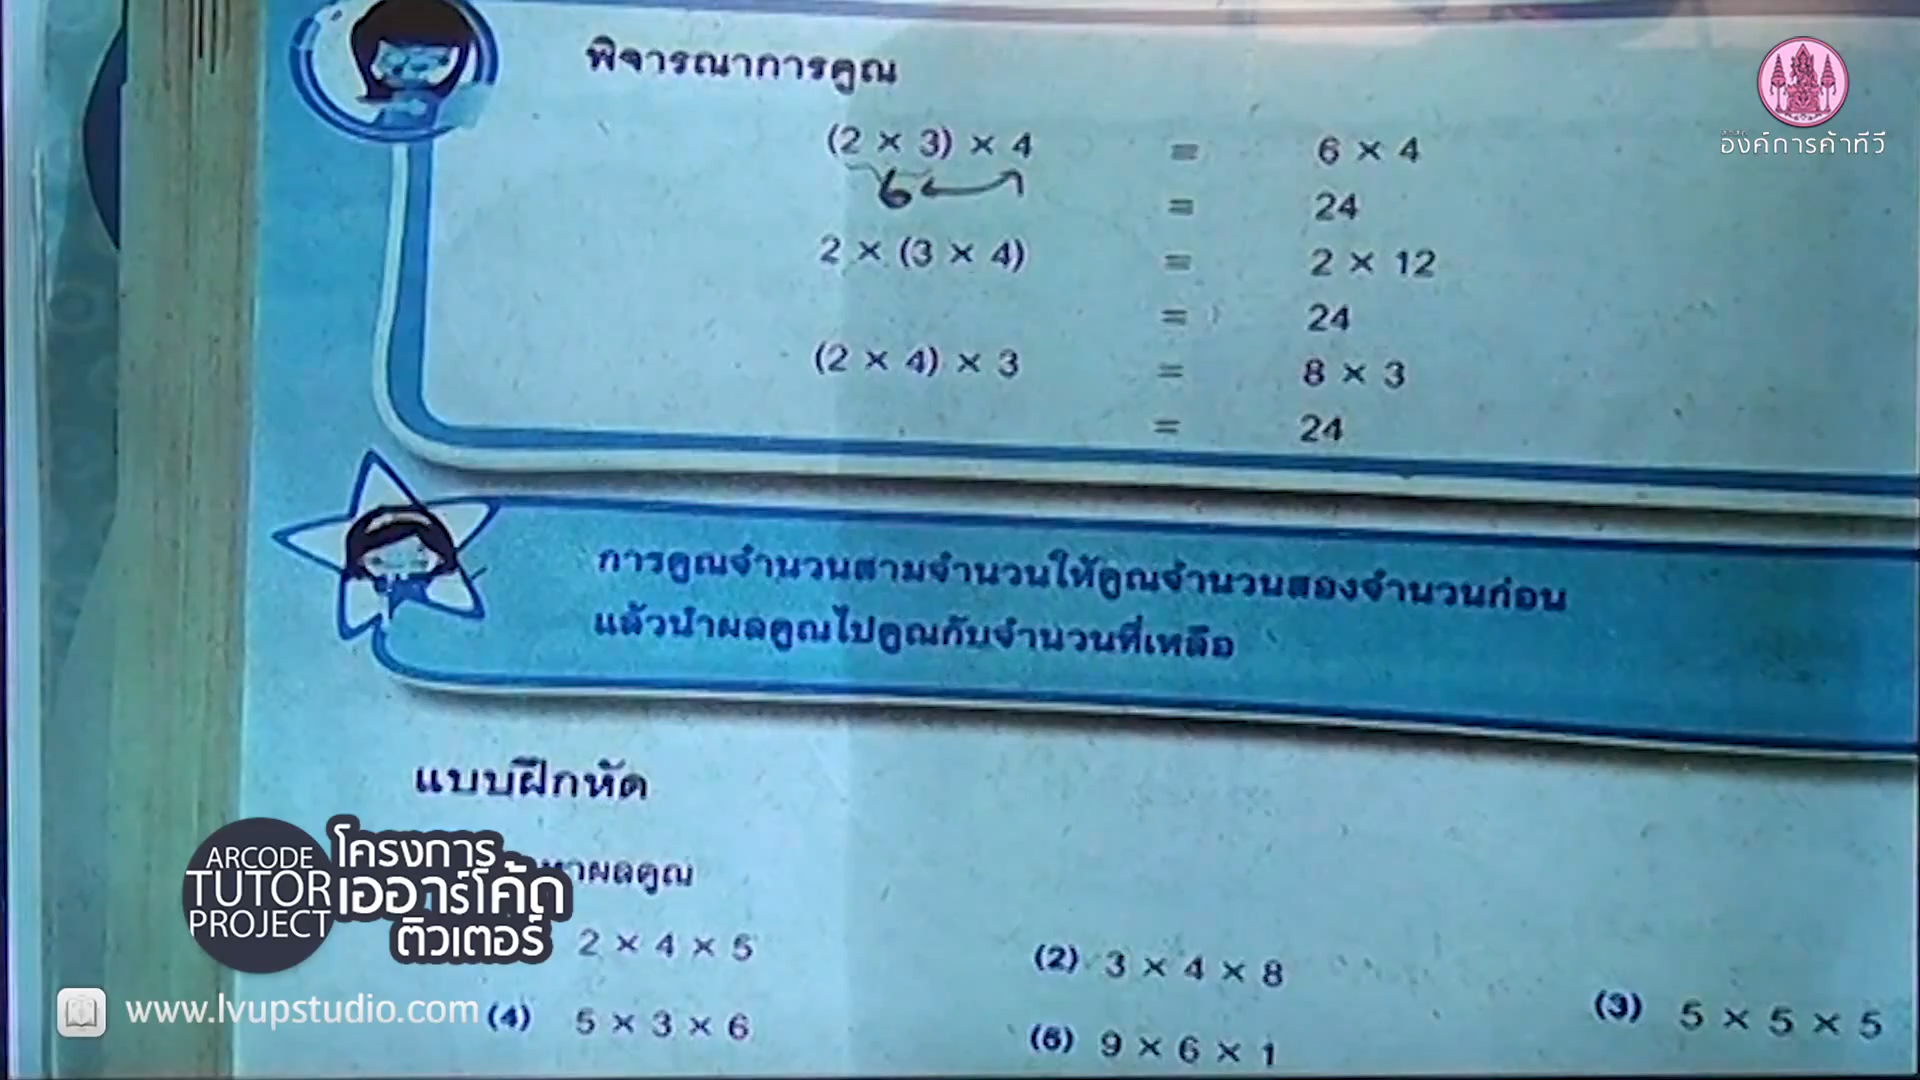 พิจารณาการคูณ
(2 × 3) × 4 = 6 × 4
6
= 24
2 × (3 × 4) = 2 × 12
= 24
(2 × 4) × 3 = 8 × 3
= 24
การคูณจำนวนสามจำนวนให้คูณจำนวนสองจำนวนก่อน
แล้วนำผลคูณไปคูณกับจำนวนที่เหลือ
แบบฝึกหัด
หาผลคูณ
2 × 4 × 5 (2) 3 × 4 × 8 (3) 5 × 5 × 5
(4) 5 × 3 × 6 (5) 9 × 6 × 1
องค์การค้าทีวี
ARCODE
TUTOR
PROJECT
โครงการ
เออาร์โค้ด
ติวเตอร์
www.lvupstudio.com